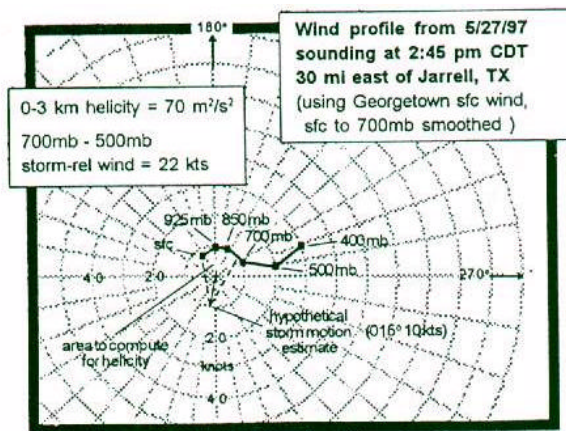 180°
Wind profile from 5/27/97
sounding at 2:45 pm CDT
30 mi east of Jarrell, TX
(using Georgetown sfc wind,
sfc to 700mb smoothed )
0-3 km helicity = 70 m²/s²
700mb - 500mb
storm-rel wind = 22 kts
925mb
850mb
sfc
700mb
400mb
500mb
4.0
2.0
270°
hypothetical
storm motion
estimate
(016° 10kts)
area to compute
for helicity
2.0
knots
4.0